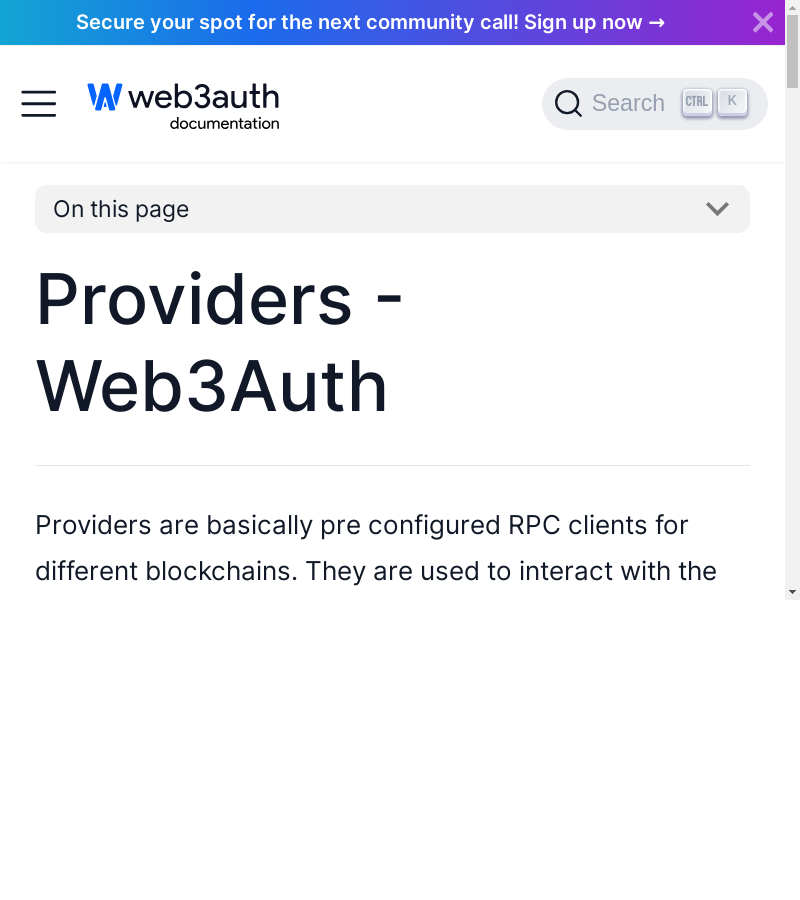 Secure your spot for the next community call! Sign up now →
web3auth
documentation
Search
CTRL
K
On this page
Providers -
Web3Auth
Providers are basically pre configured RPC clients for
different blockchains. They are used to interact with the